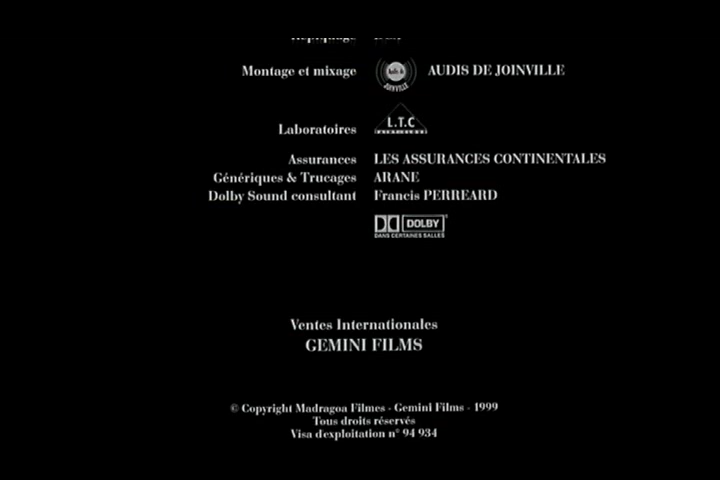 Montage et mixage AUDIS DE JOINVILLE
JOINVILLE
Laboratoires L.T.C
SAINT-CLOUD
Assurances LES ASSURANCES CONTINENTALES
Génériques & Trucages ARANE
Dolby Sound consultant Francis PERREARD
DOLBY
DANS CERTAINES SALLES
Ventes Internationales
GEMINI FILMS
© Copyright Madragoa Filmes - Gemini Films - 1999
Tous droits réservés
Visa d'exploitation n° 94 934